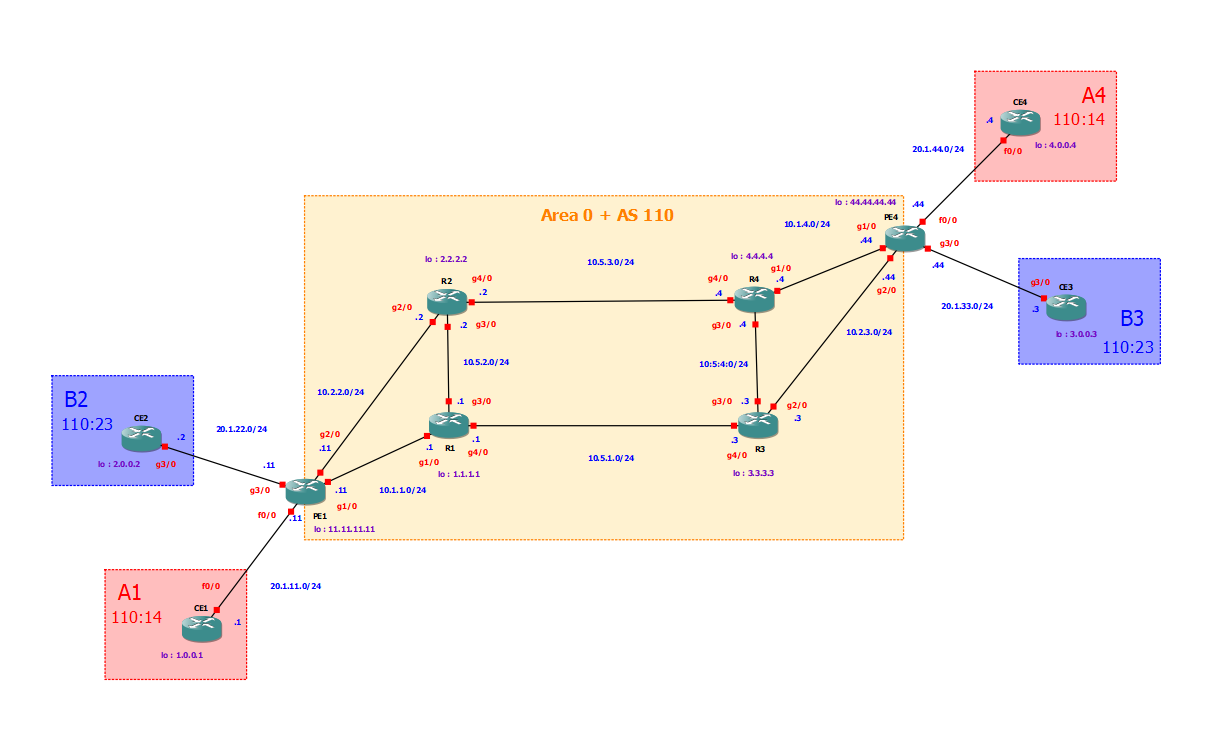 A4
CE4
110:14
.4
lo : 4.0.0.4
f0/0
20.1.44.0/24
lo : 44.44.44.44
.44
Area 0 + AS 110
PE4
f0/0
10.1.4.0/24
g1/0
.44
g3/0
lo : 2.2.2.2
10.5.3.0/24
lo : 4.4.4.4
.44
g1/0
R2
g4/0
g4/0
R4
.4
.44
g2/0
g3/0
CE3
.2
.4
g2/0
.2
.2
g3/0
g3/0
.4
20.1.33.0/24
.3
B3
10.2.3.0/24
lo : 3.0.0.3
110:23
10.5.2.0/24
10:5:4:0/24
B2
110:23
CE2
10.2.2.0/24
.1
g3/0
g3/0
.3
g2/0
.3
20.1.22.0/24
.2
g2/0
.11
.1
.1
R1
g4/0
.3
R3
g4/0
lo : 2.0.0.2
g3/0
.11
g1/0
10.5.1.0/24
lo : 1.1.1.1
lo : 3.3.3.3
g3/0
.11
10.1.1.0/24
g1/0
f0/0
.11
PE1
lo : 11.11.11.11
20.1.11.0/24
f0/0
A1
110:14
CE1
.1
lo : 1.0.0.1